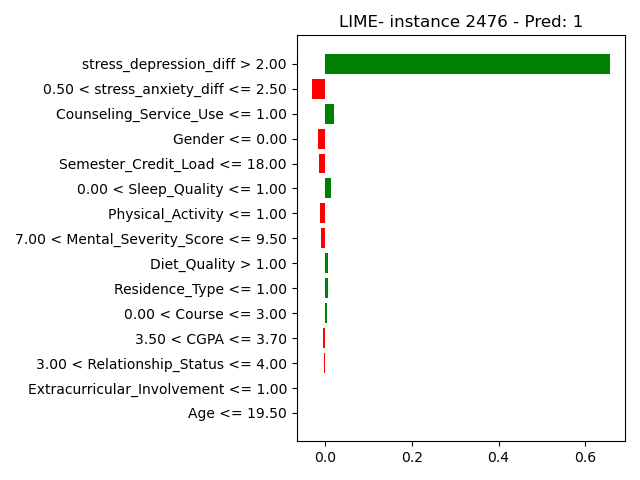 LIME- instance 2476 - Pred: 1
stress_depression_diff > 2.00
0.50 < stress_anxiety_diff <= 2.50
Counseling_Service_Use <= 1.00
Gender <= 0.00
Semester_Credit_Load <= 18.00
0.00 < Sleep_Quality <= 1.00
Physical_Activity <= 1.00
7.00 < Mental_Severity_Score <= 9.50
Diet_Quality > 1.00
Residence_Type <= 1.00
0.00 < Course <= 3.00
3.50 < CGPA <= 3.70
3.00 < Relationship_Status <= 4.00
Extracurricular_Involvement <= 1.00
Age <= 19.50
0.0 0.2 0.4 0.6